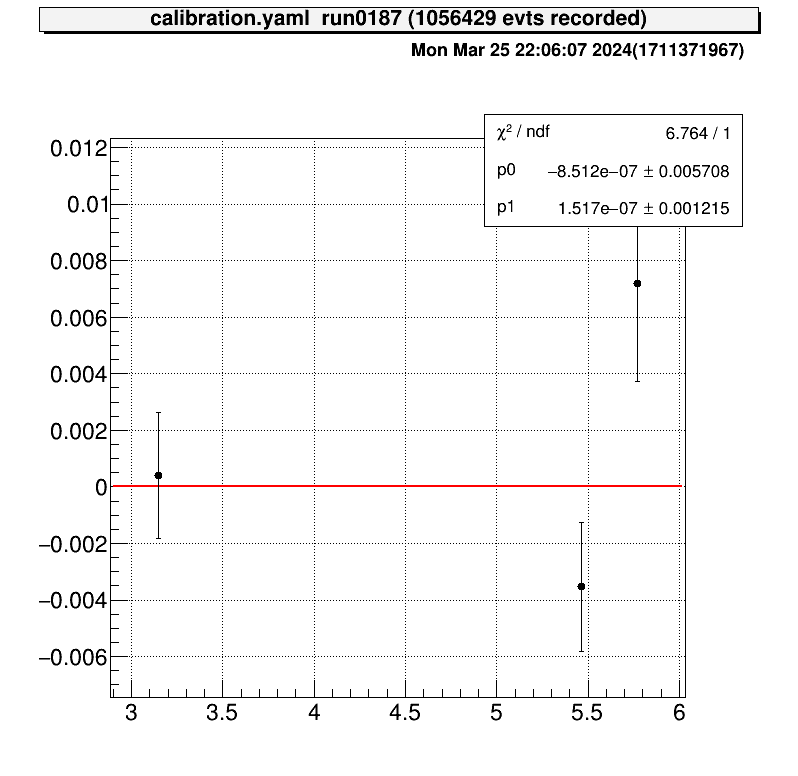 calibration.yaml  run0187 (1056429 evts recorded)
Mon Mar 25 22:06:07 2024(1711371967)
χ² / ndf 6.764 / 1
p0 −8.512e−07 ± 0.005708
p1 1.517e−07 ± 0.001215
0.012
0.01
0.008
0.006
0.004
0.002
0
−0.002
−0.004
−0.006
3 3.5 4 4.5 5 5.5 6